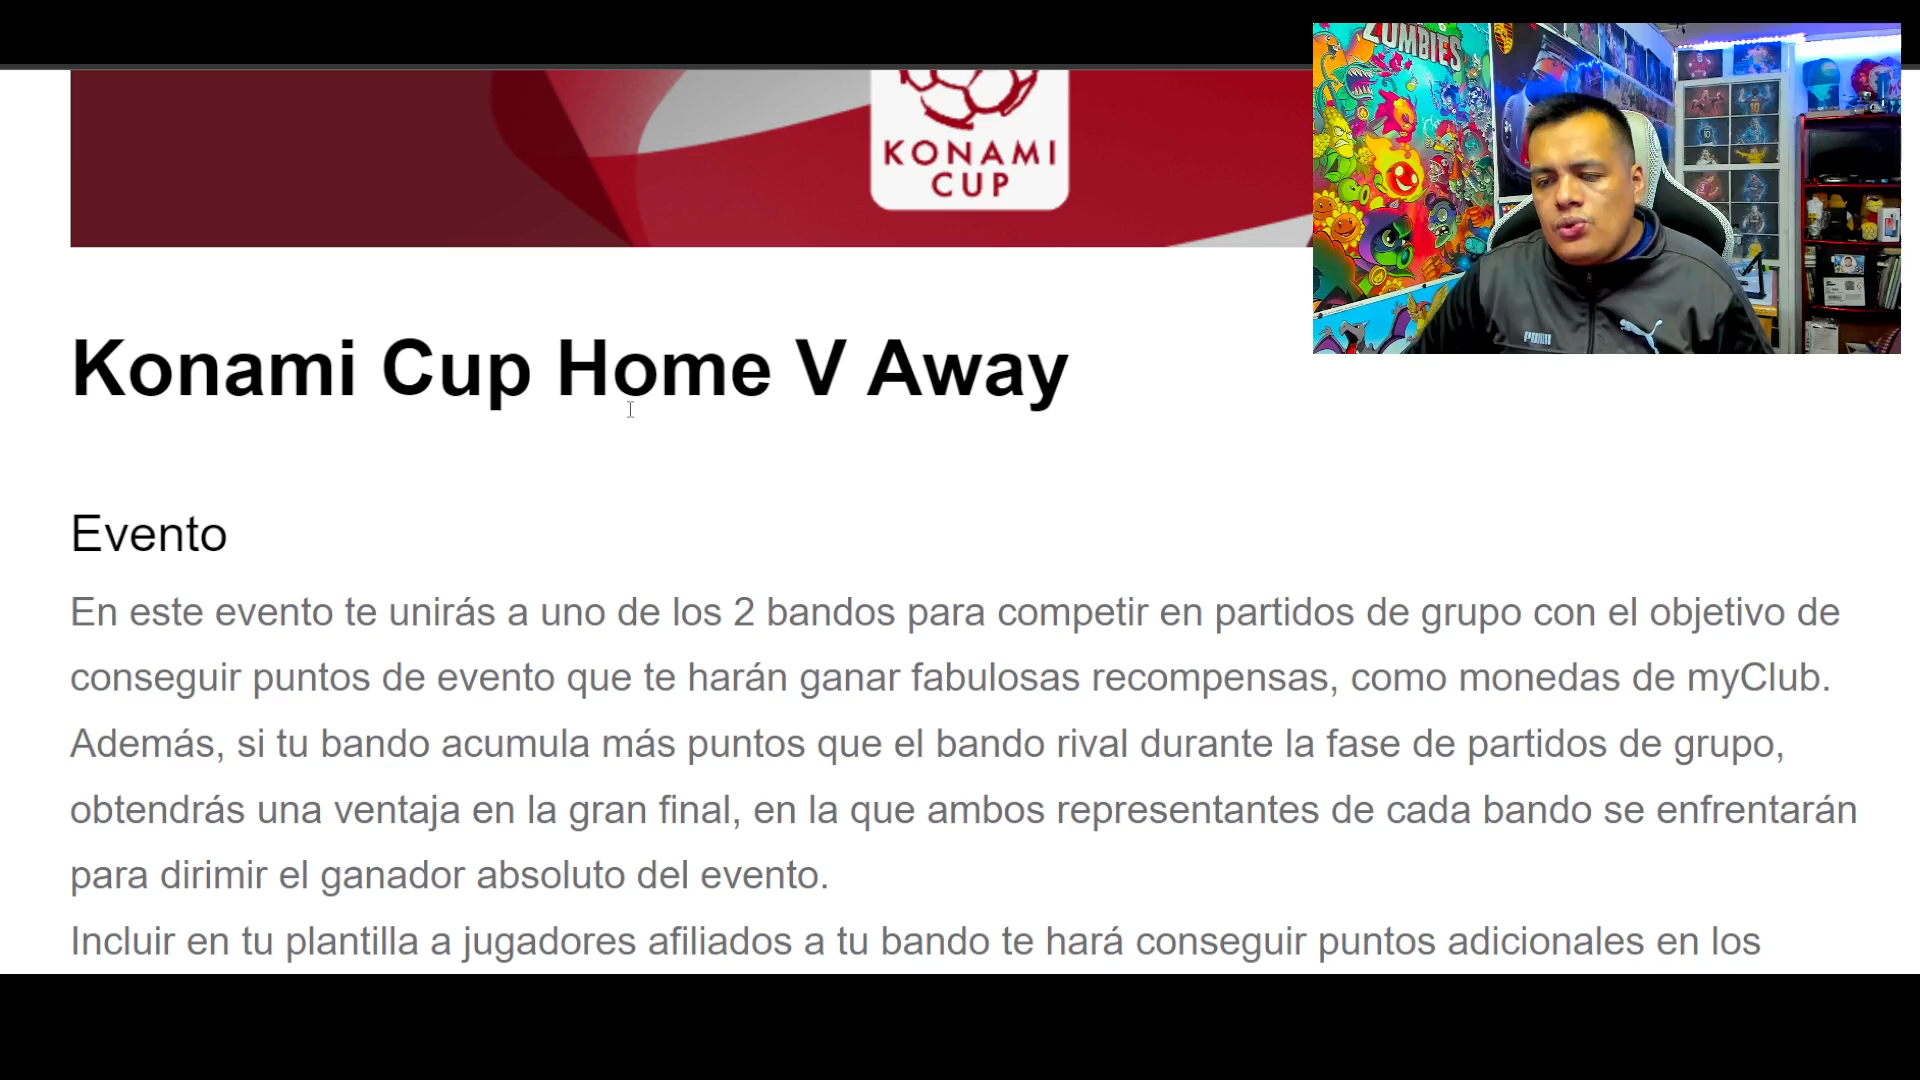 ZOMBIES
KONAMI
CUP
Konami Cup Home V Away
Evento
En este evento te unirás a uno de los 2 bandos para competir en partidos de grupo con el objetivo de
conseguir puntos de evento que te harán ganar fabulosas recompensas, como monedas de myClub.
Además, si tu bando acumula más puntos que el bando rival durante la fase de partidos de grupo,
obtendrás una ventaja en la gran final, en la que ambos representantes de cada bando se enfrentarán
para dirimir el ganador absoluto del evento.
Incluir en tu plantilla a jugadores afiliados a tu bando te hará conseguir puntos adicionales en los